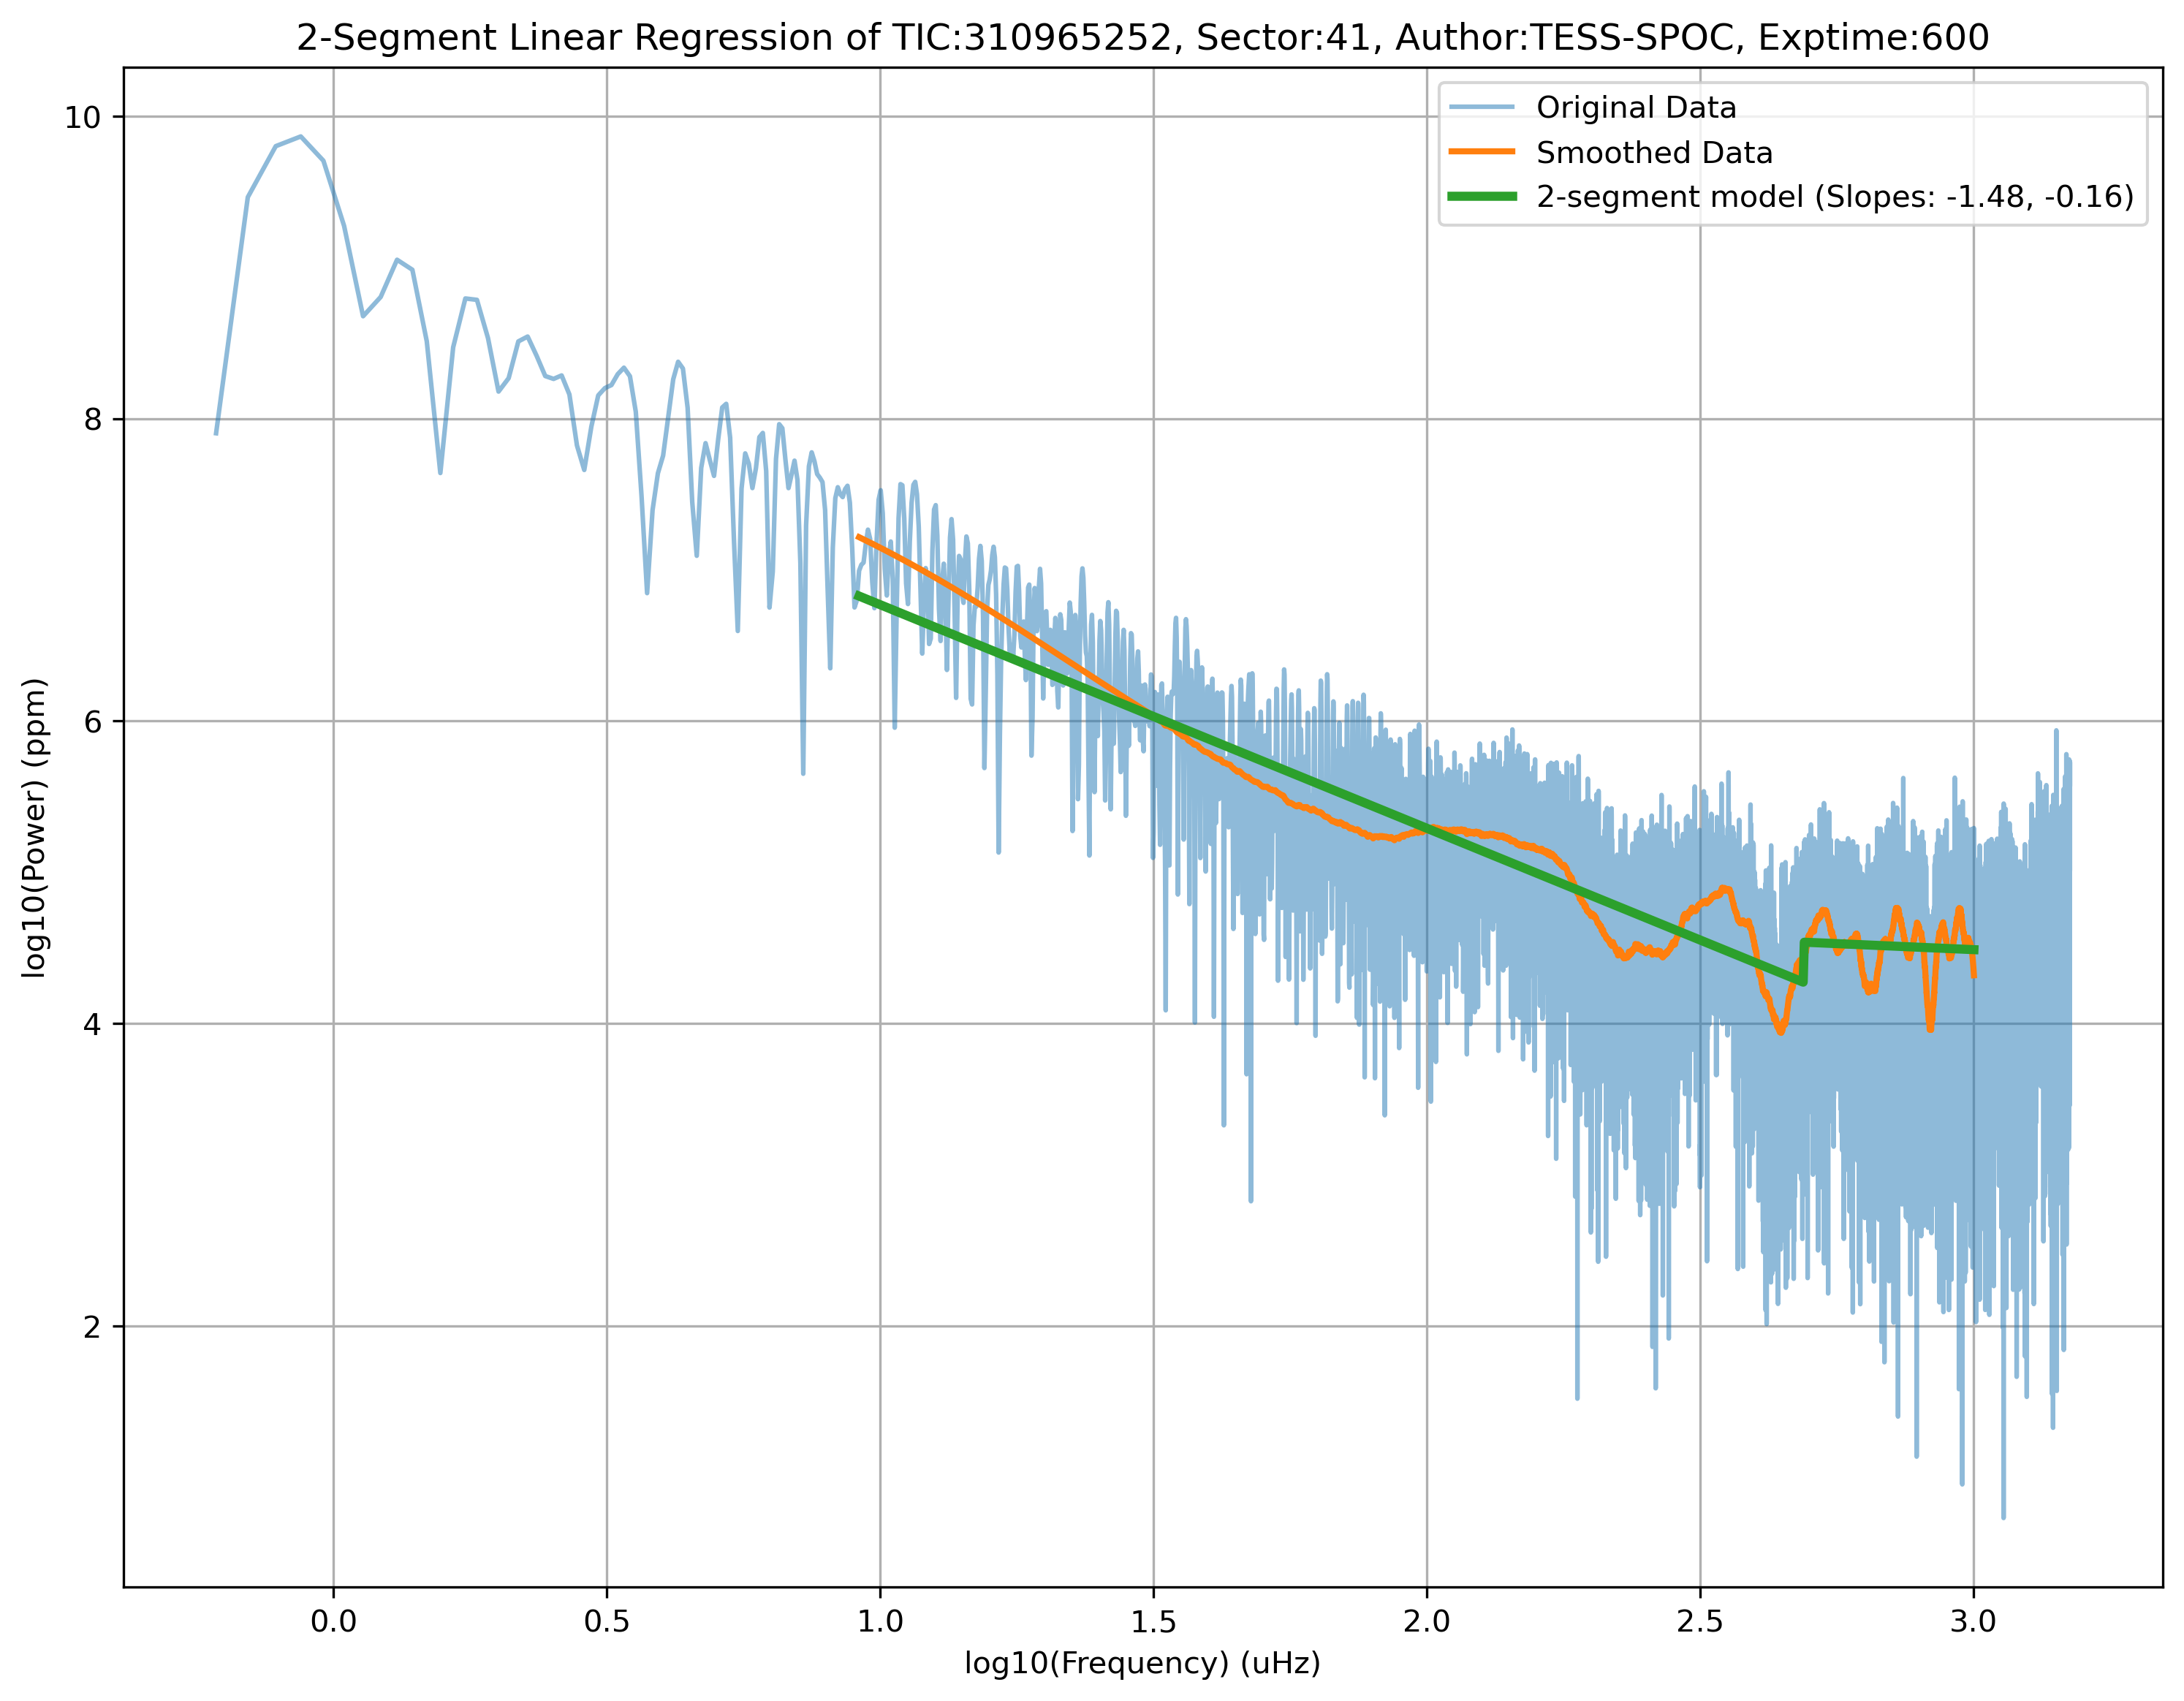 2-Segment Linear Regression of TIC:310965252, Sector:41, Author:TESS-SPOC, Exptime:600
Original Data
Smoothed Data
2-segment model (Slopes: -1.48, -0.16)
log10(Power) (ppm)
10
8
6
4
2
0.0 0.5 1.0 1.5 2.0 2.5 3.0
log10(Frequency) (uHz)